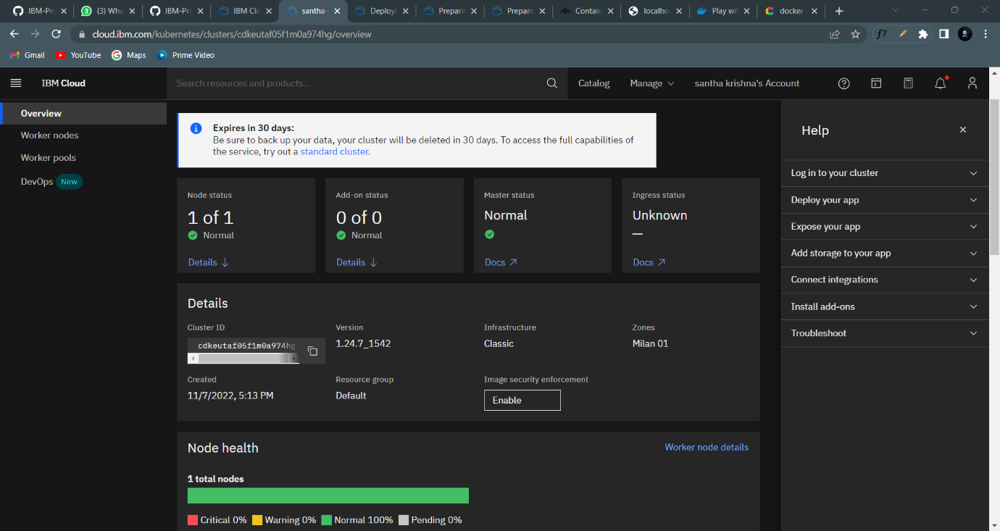 IBM-Pr
(3) Wha
IBM-Pr
IBM Clo
santha-
Deployi
Preparin
Preparin
Contain
localhos
Play wit
docker
cloud.ibm.com/kubernetes/clusters/cdkeutaf05f1m0a974hg/overview
f?
Gmail
YouTube
Maps
Prime Video
IBM Cloud
Search resources and products...
Catalog
Manage
santha krishna's Account
Overview
Worker nodes
Worker pools
DevOps New
Expires in 30 days:
Be sure to back up your data, your cluster will be deleted in 30 days. To access the full capabilities of
the service, try out a standard cluster.
Node status
1 of 1
Normal
Details
Add-on status
0 of 0
Normal
Details
Master status
Normal
Docs
Ingress status
Unknown
—
Docs
Details
Cluster ID
cdkeutaf05f1m0a974hg
Version
1.24.7_1542
Infrastructure
Classic
Zones
Milan 01
Created
11/7/2022, 5:13 PM
Resource group
Default
Image security enforcement
Enable
Node health
Worker node details
1 total nodes
Critical 0% Warning 0% Normal 100% Pending 0%
Help
Log in to your cluster
Deploy your app
Expose your app
Add storage to your app
Connect integrations
Install add-ons
Troubleshoot